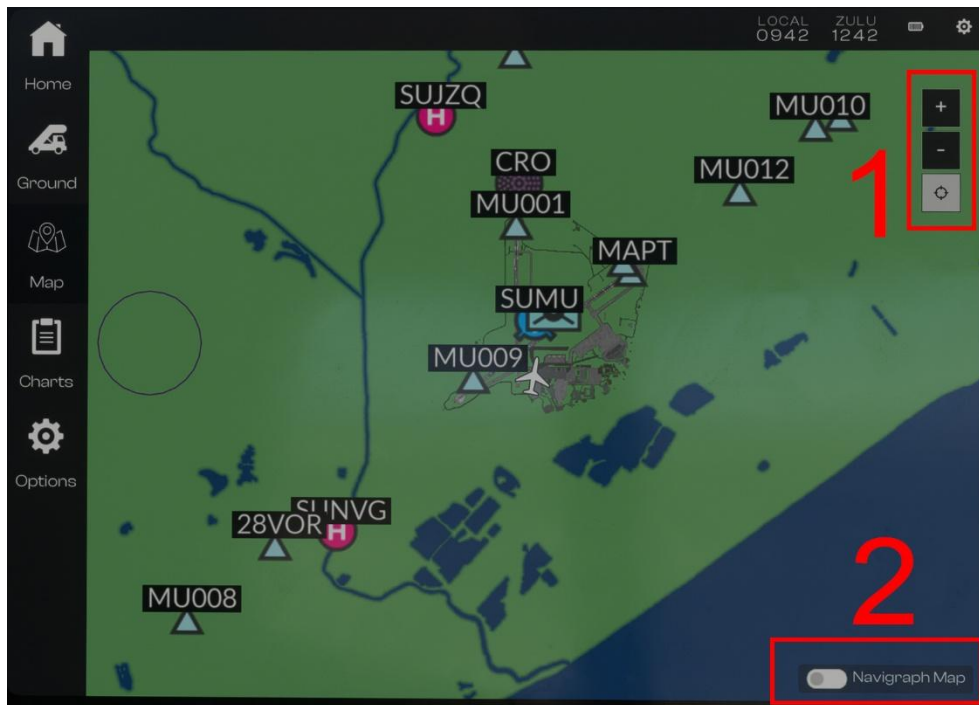 LOCAL ZULU
0942 1242
Home
Ground
Map
Charts
Options
SUJZQ
H
MU010
+
-
1
CRO
MU012
MU001
MAPT
SUMU
MU009
SUNVG
28VOR
H
MU008
2
Navigraph Map